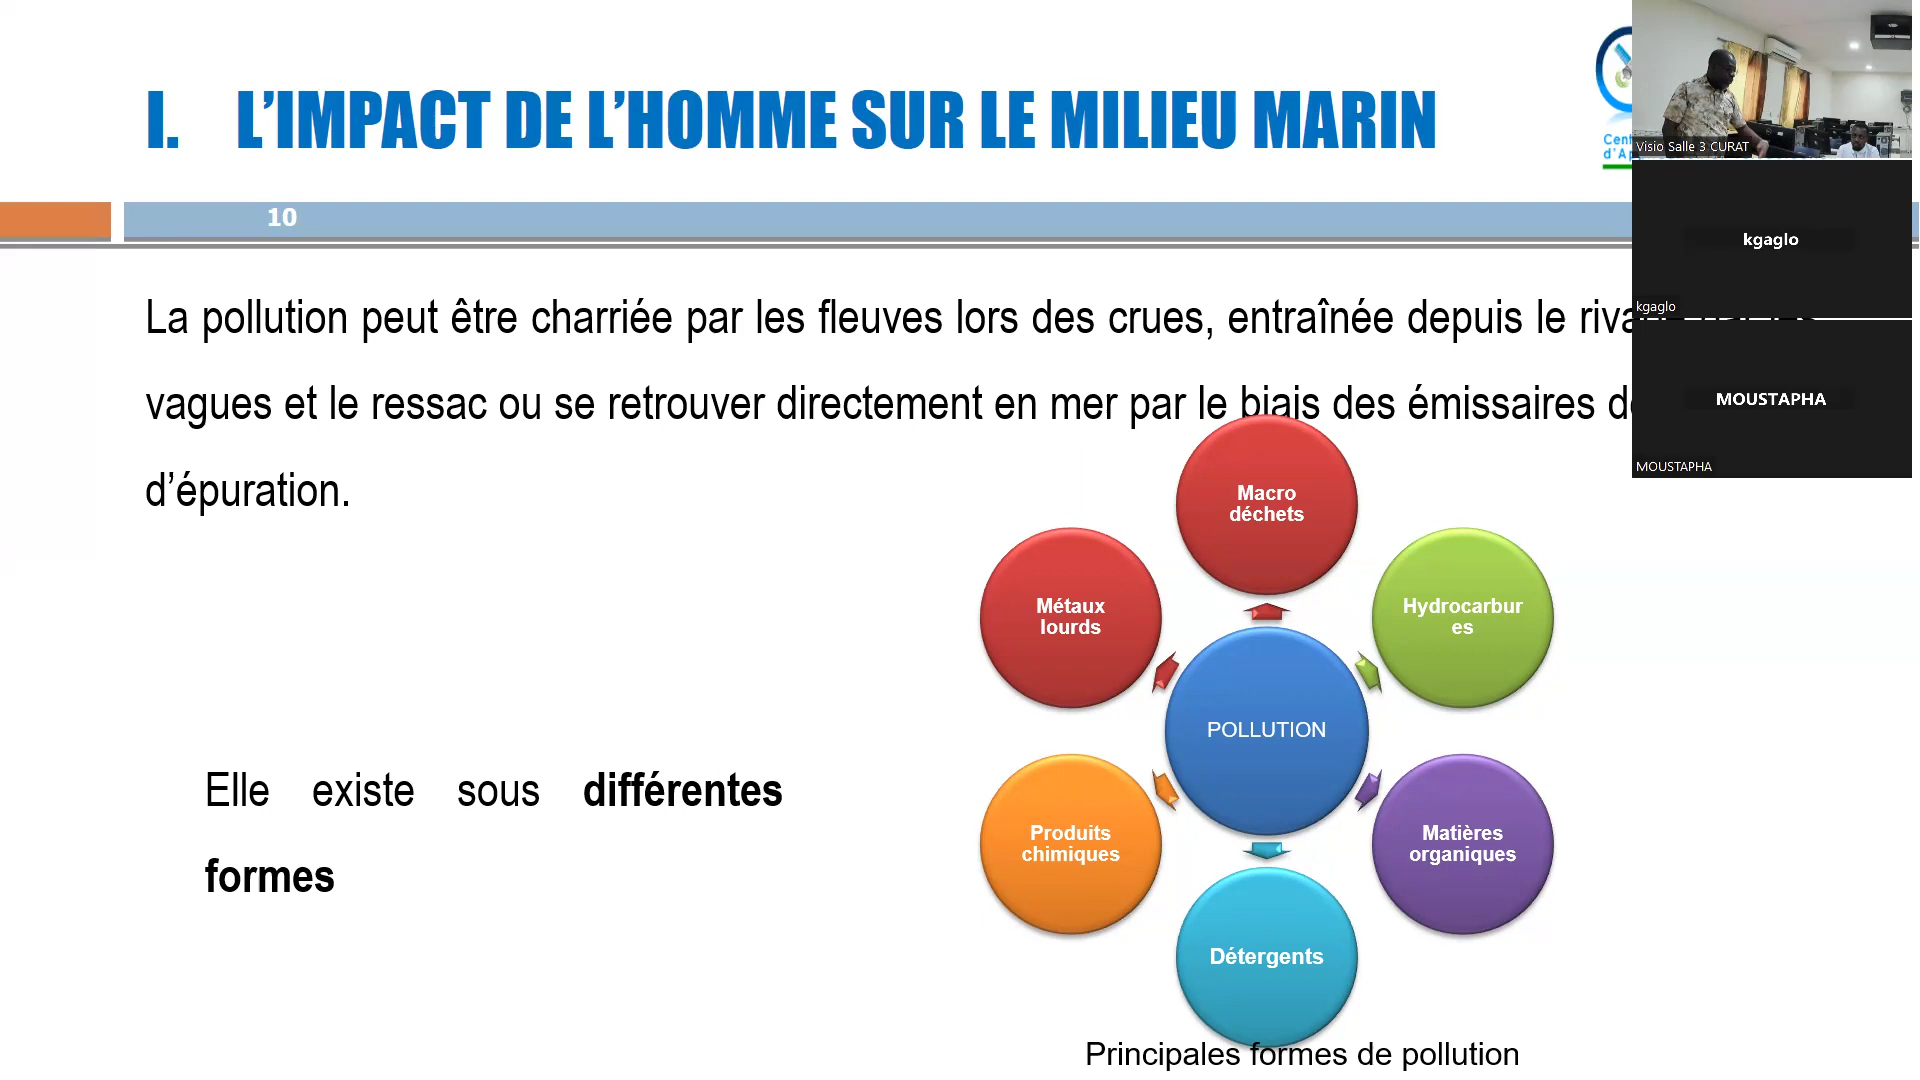 I. L'IMPACT DE L'HOMME SUR LE MILIEU MARIN
10
La pollution peut être charriée par les fleuves lors des crues, entraînée depuis le
vagues et le ressac ou se retrouver directement en mer par le biais des émissaires
d'épuration.
Elle existe sous différentes
formes
Macro
déchets
Hydrocarbur
es
Matières
organiques
Détergents
Produits
chimiques
Métaux
lourds
POLLUTION
Principales formes de pollution
Visio Salle 3 CURAT
kgaglo
kgaglo
MOUSTAPHA
MOUSTAPHA